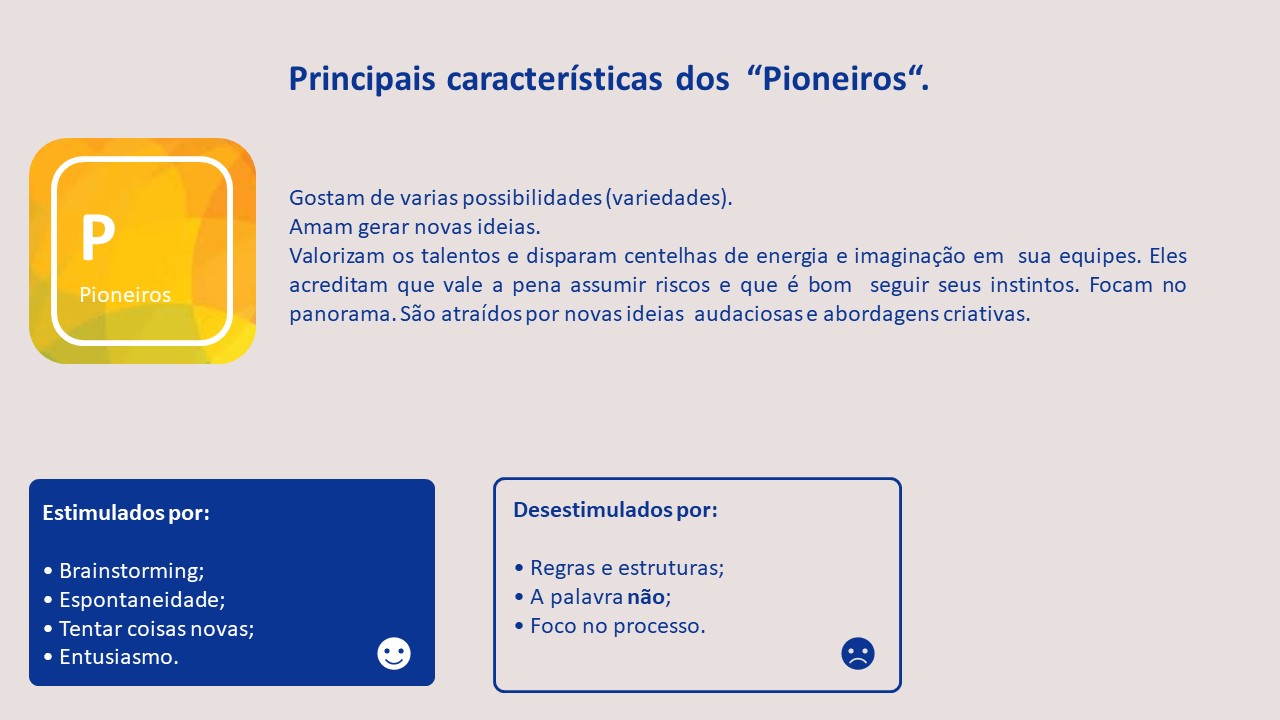 Principais características dos “Pioneiros“.
P
Pioneiros
Gostam de varias possibilidades (variedades).
Amam gerar novas ideias.
Valorizam os talentos e disparam centelhas de energia e imaginação em sua equipes. Eles
acreditam que vale a pena assumir riscos e que é bom seguir seus instintos. Focam no
panorama. São atraídos por novas ideias audaciosas e abordagens criativas.
Estimulados por:
• Brainstorming;
• Espontaneidade;
• Tentar coisas novas;
• Entusiasmo.
Desestimulados por:
• Regras e estruturas;
• A palavra não;
• Foco no processo.